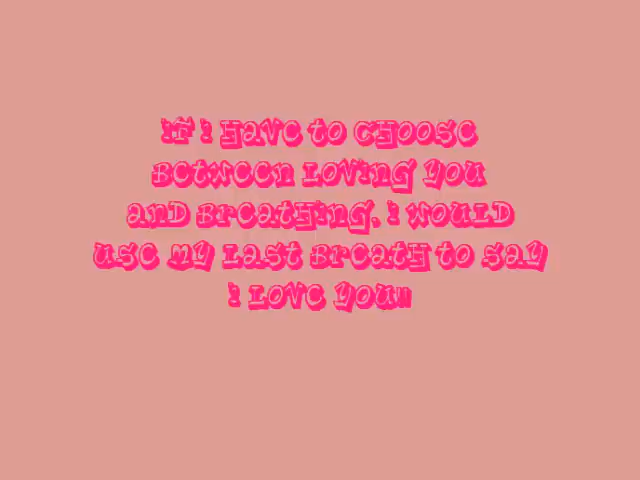 if i have to choose
between loving you
and breathing. i would
use my last breath to say
i love you!!